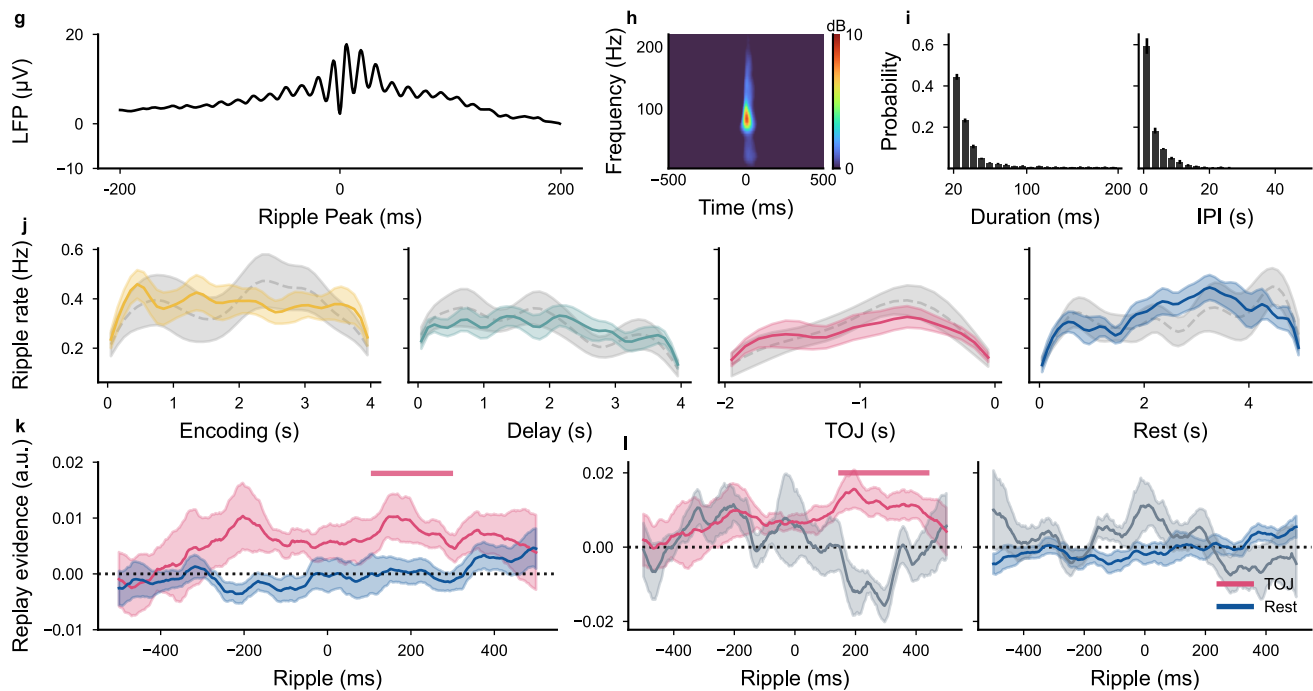 g
20
0
−10
LFP (µV)
-200
0
200
Ripple Peak (ms)
h
dB
10
0
200
100
Frequency (Hz)
−500
0
500
Time (ms)
i
0.6
0.4
0.2
Probability
20
100
200
Duration (ms)
0
20
40
IPI (s)
j
0.6
0.4
0.2
Ripple rate (Hz)
0 1 2 3 4
Encoding (s)
0 1 2 3 4
Delay (s)
−2 −1 0
TOJ (s)
0 2 4
Rest (s)
k
0.02
0.01
0.00
−0.01
Replay evidence (a.u.)
−400 −200 0 200 400
Ripple (ms)
l
0.02
0.00
−0.02
−400 −200 0 200 400
Ripple (ms)
TOJ
Rest
−400 −200 0 200 400
Ripple (ms)